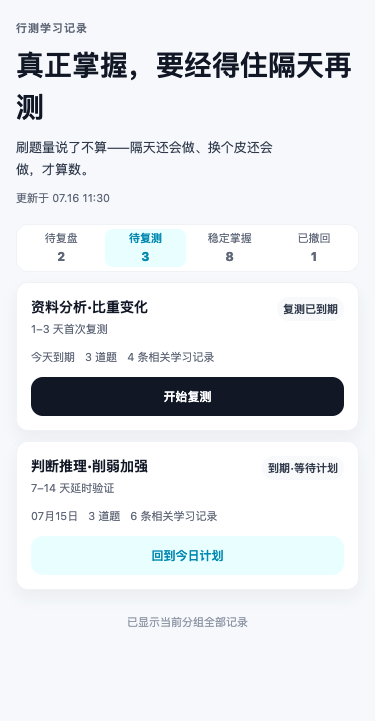 行测学习记录
真正掌握，要经得住隔天再
测
刷题量说了不算——隔天还会做、换个皮还会
做，才算数。
更新于 07.16 11:30
待复盘 待复测 稳定掌握 已撤回
2 3 8 1
资料分析·比重变化 复测已到期
1–3 天首次复测
今天到期 3 道题 4 条相关学习记录
开始复测
判断推理·削弱加强 到期·等待计划
7–14 天延时验证
07月15日 3 道题 6 条相关学习记录
回到今日计划
已显示当前分组全部记录